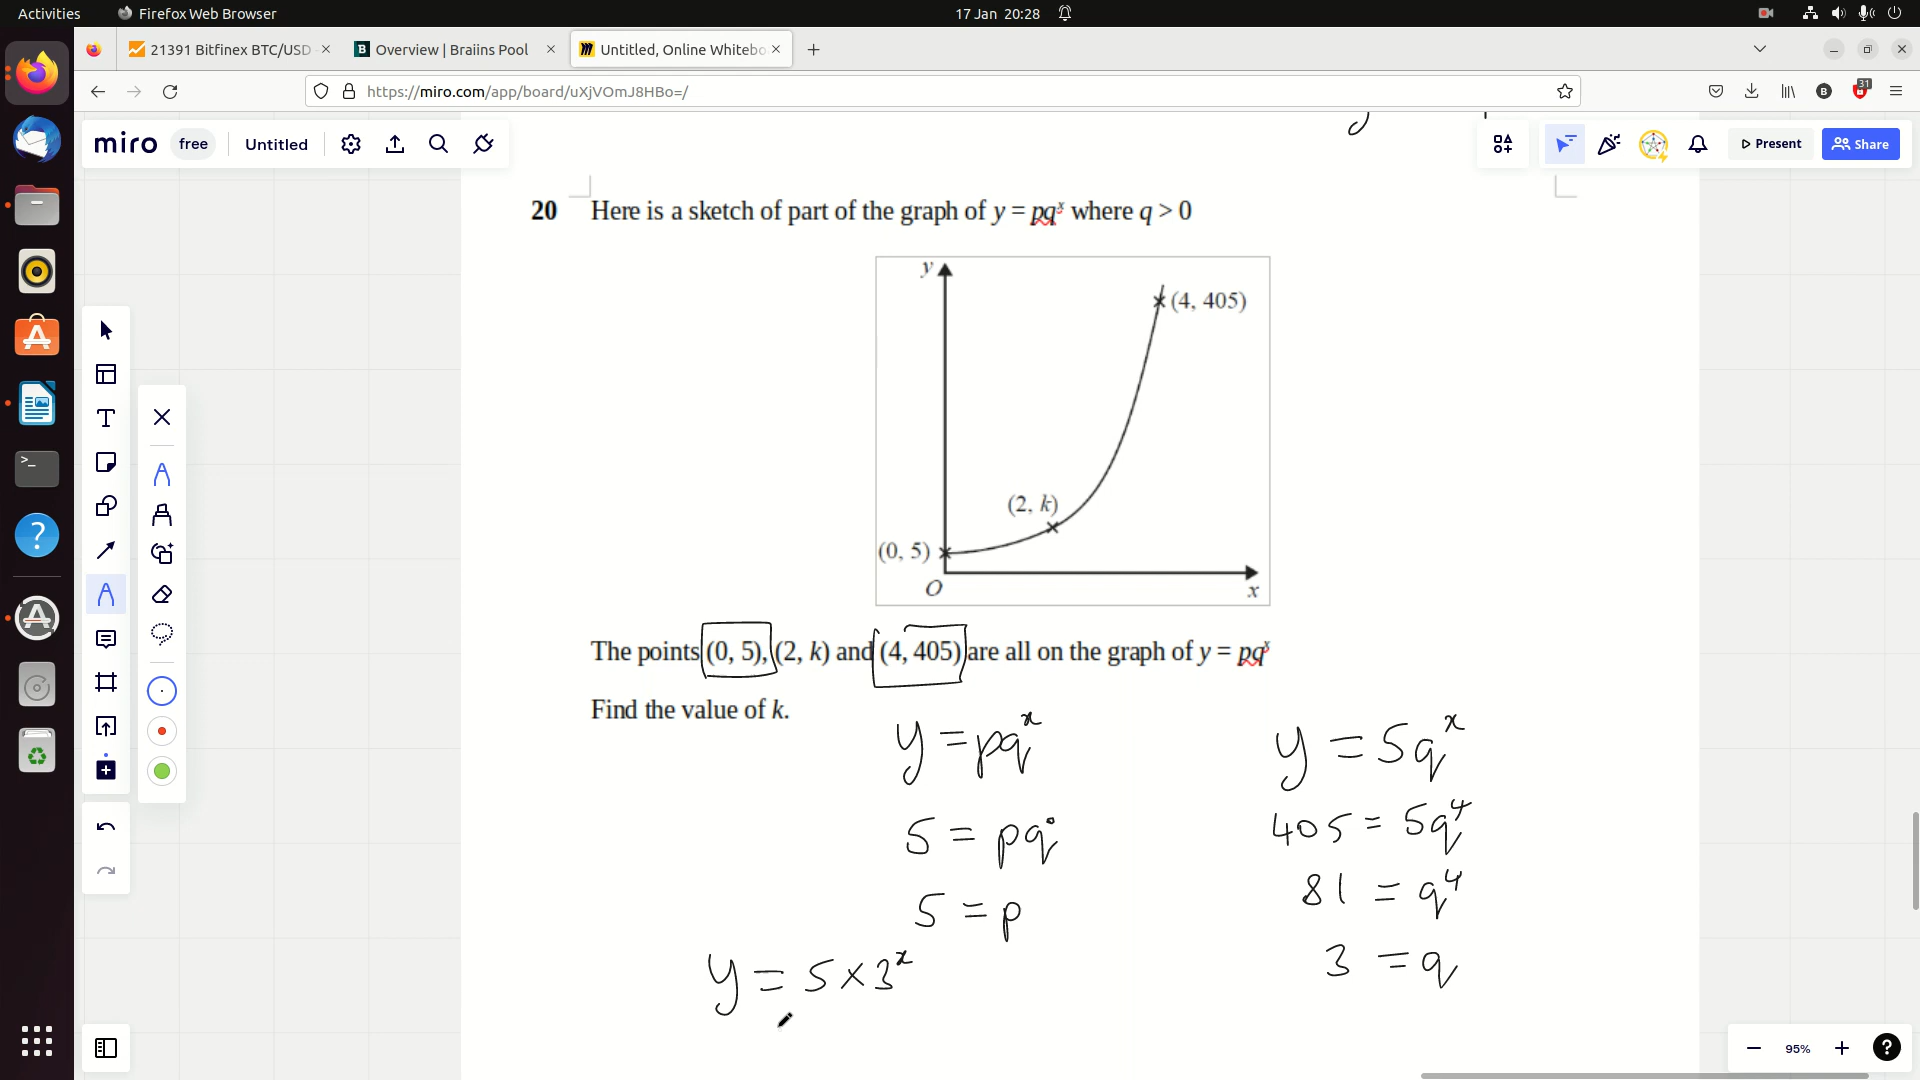 Activities
Firefox Web Browser
17 Jan 20:28
21391 Bitfinex BTC/USD
Overview | Braiins Pool
Untitled, Online Whitebo
https://miro.com/app/board/uXjVOmJ8HBo=/
31
miro
free
Untitled
Present
Share
20 Here is a sketch of part of the graph of y = pq^x where q > 0
y
(4, 405)
(2, k)
(0, 5)
O
x
The points (0, 5), (2, k) and (4, 405) are all on the graph of y = pq^x
Find the value of k.
y = pq^x
5 = pq^0
5 = p
y = 5 × 3^x
y = 5q^x
405 = 5q^4
81 = q^4
3 = q
95%